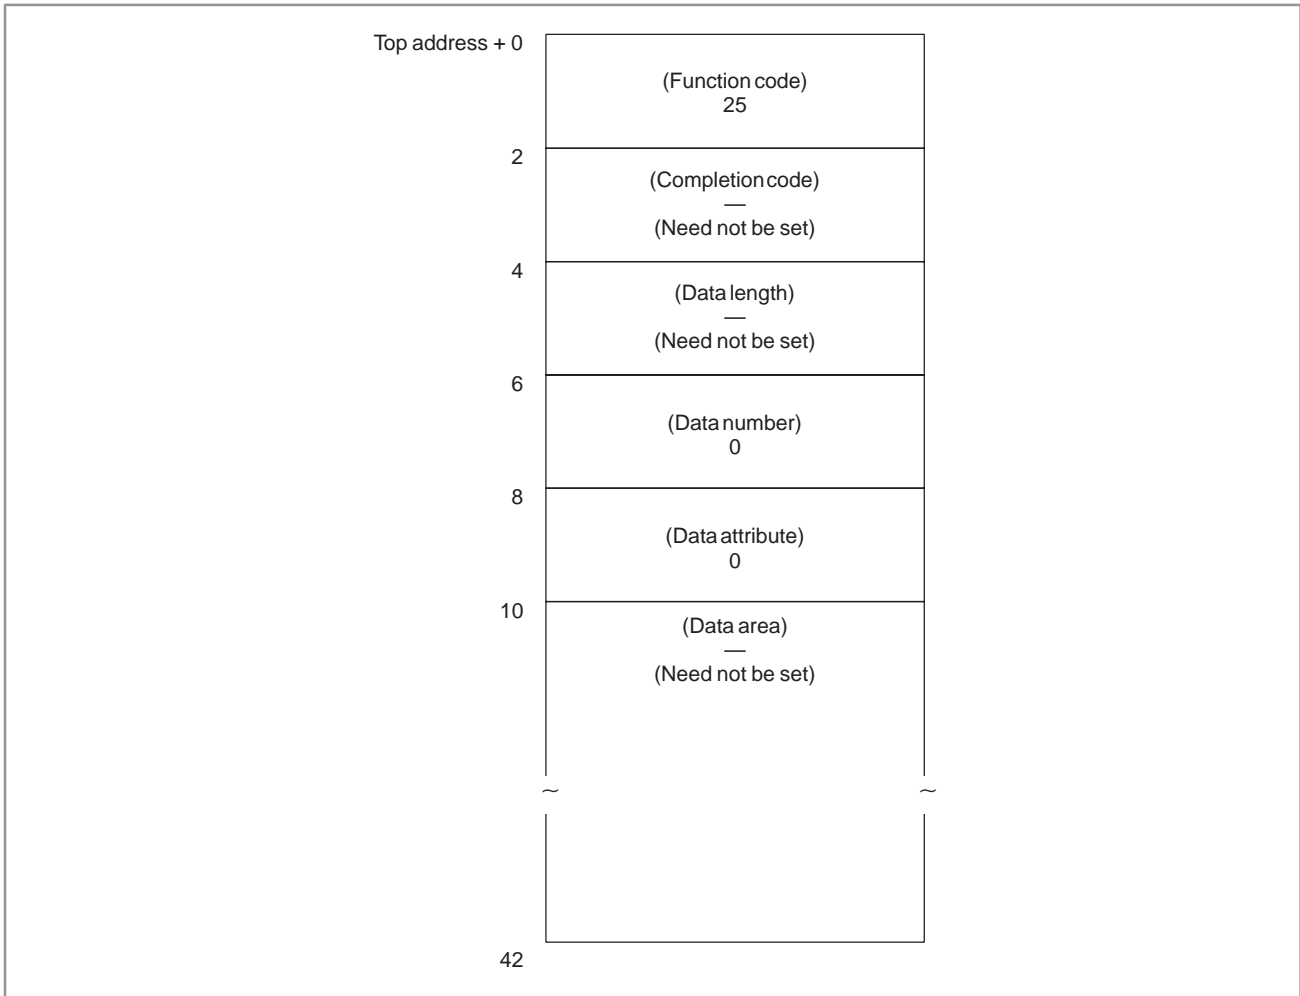 Top address + 0
(Function code)
25
2
(Completion code)
—
(Need not be set)
4
(Data length)
—
(Need not be set)
6
(Data number)
0
8
(Data attribute)
0
10
(Data area)
—
(Need not be set)
~ ~
42